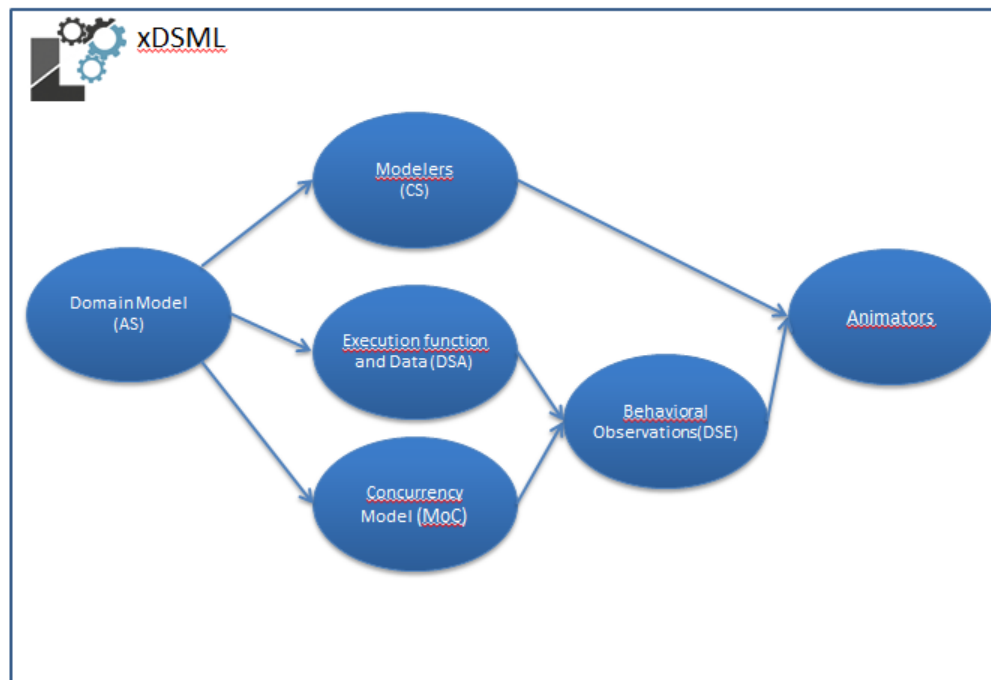 xDSML
Modelers
(CS)
Domain Model
(AS)
Execution function
and Data (DSA)
Animators
Behavioral
Observations(DSE)
Concurrency
Model (MoC)